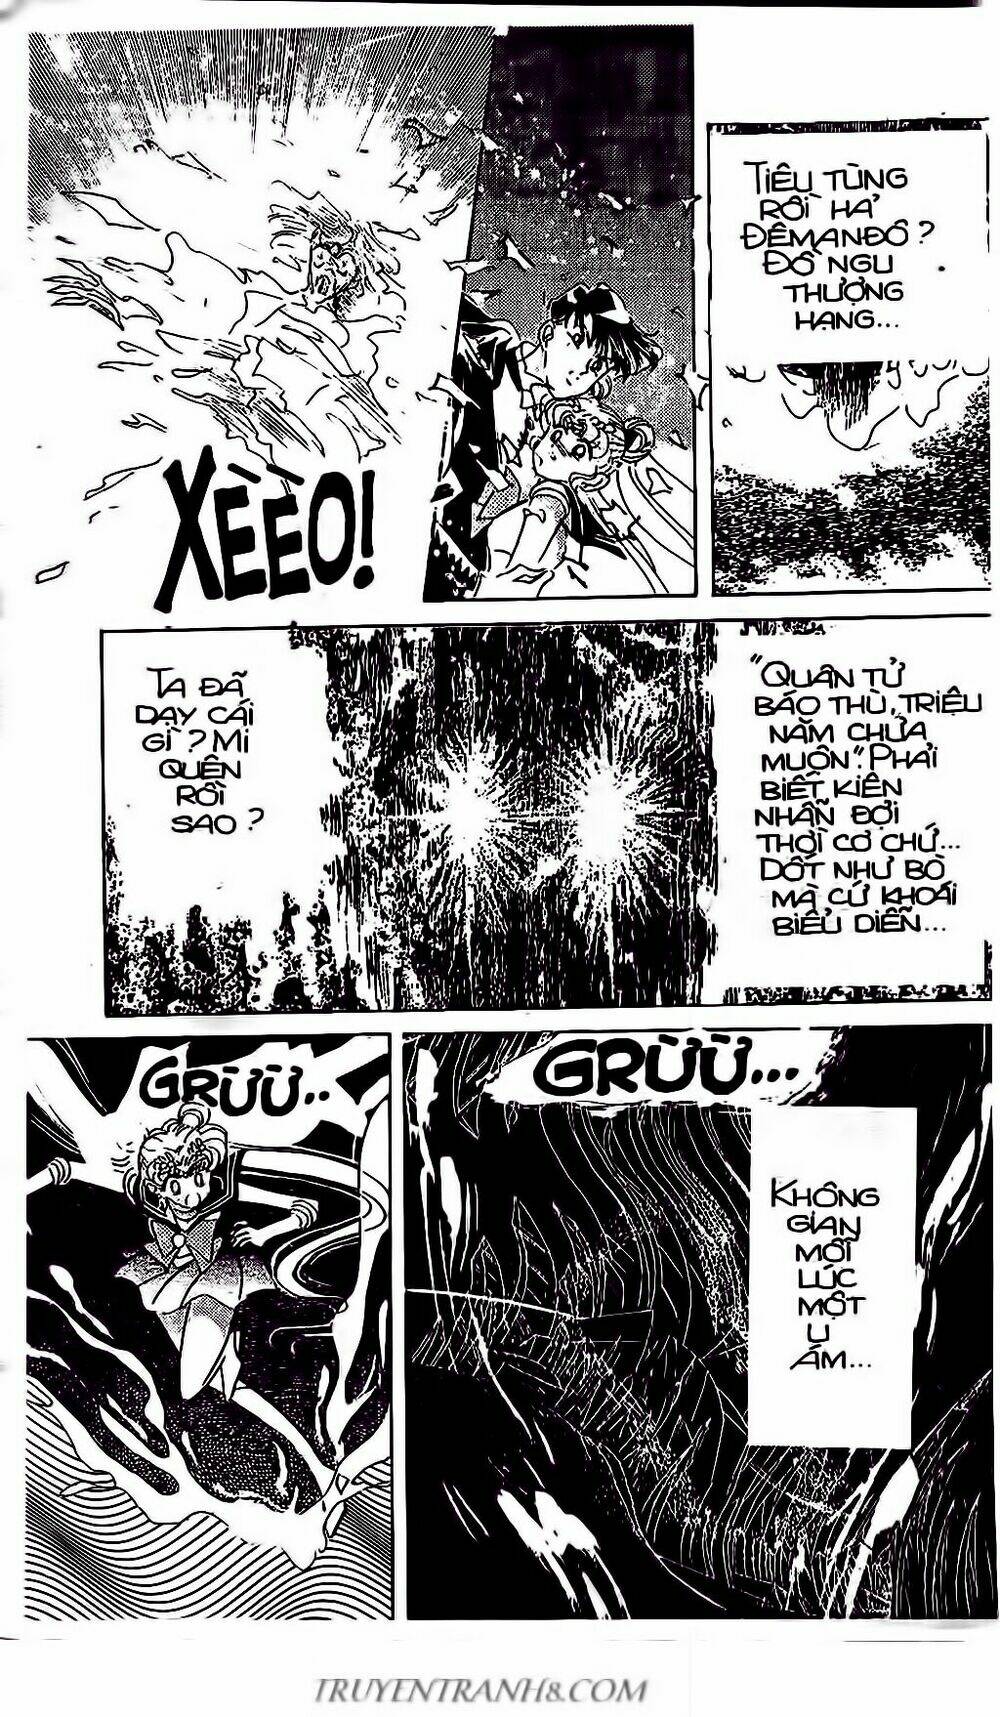 TIÊU TÙNG
RỒI HẢ
ĐÊMANĐÔ?
ĐỒ NGU
THƯỢNG
HẠNG...
XÈÈO!
"QUÂN TỬ
BÁO THÙ, TRIỆU
NĂM CHƯA
MUỘN". PHẢI
BIẾT KIÊN
NHẪN ĐỢI
THỜI CƠ CHỨ...
DỐT NHƯ BÒ
MÀ CỨ KHOÁI
BIỂU DIỄN...
TA ĐÃ
DẠY CÁI
GÌ? MI
QUÊN
RỒI
SAO?
GRỪỪ...
KHÔNG
GIAN
MỖI
LÚC
MỘT
U
ÁM...
GRỪỪ..
TRUYENTRANH8.COM